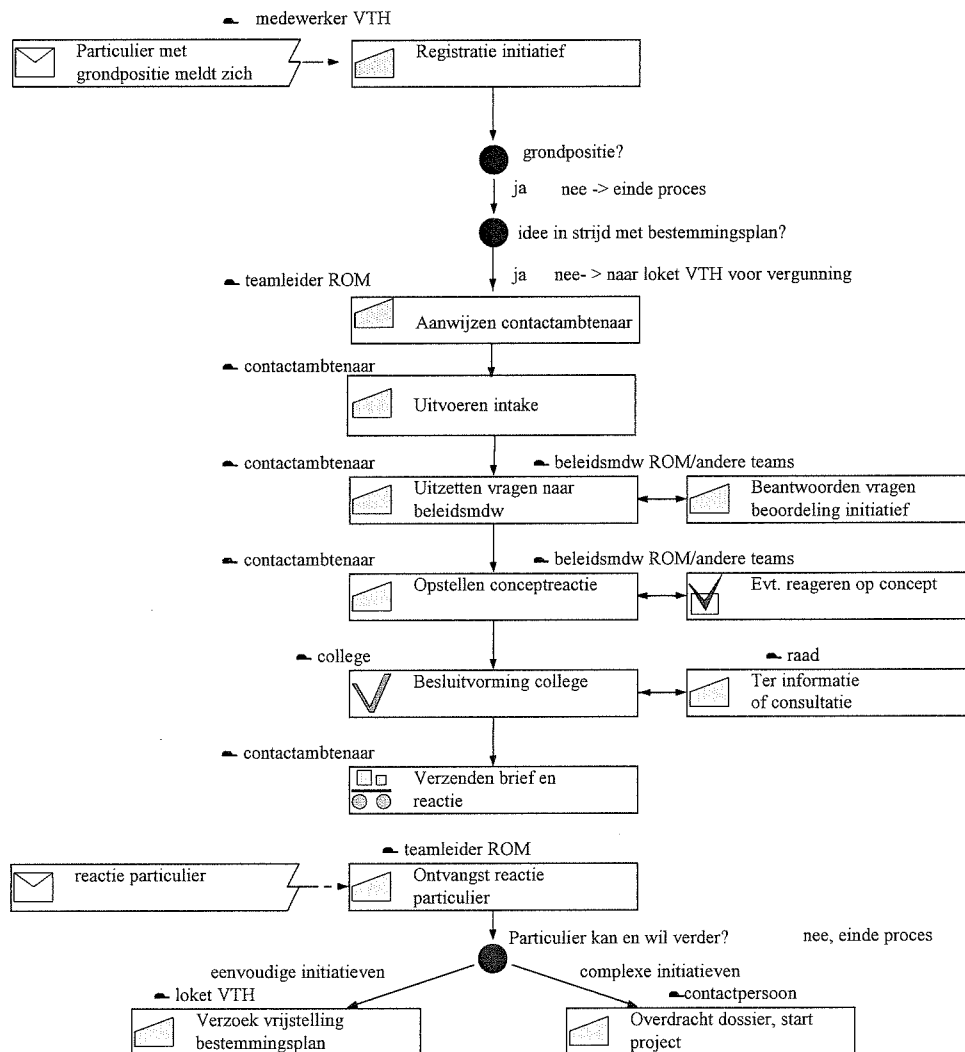 medewerker VTH
Particulier met
grondpositie meldt zich
Registratie initiatief
grondpositie?
ja nee -> einde proces
idee in strijd met bestemmingsplan?
ja nee- > naar loket VTH voor vergunning
teamleider ROM
Aanwijzen contactambtenaar
contactambtenaar
Uitvoeren intake
contactambtenaar
beleidsmdw ROM/andere teams
Uitzetten vragen naar
beleidsmdw
Beantwoorden vragen
beoordeling initiatief
contactambtenaar
beleidsmdw ROM/andere teams
Opstellen conceptreactie
Evt. reageren op concept
college
raad
Besluitvorming college
Ter informatie
of consultatie
contactambtenaar
Verzenden brief en
reactie
teamleider ROM
reactie particulier
Ontvangst reactie
particulier
Particulier kan en wil verder?
nee, einde proces
eenvoudige initiatieven
complexe initiatieven
loket VTH
contactpersoon
Verzoek vrijstelling
bestemmingsplan
Overdracht dossier, start
project